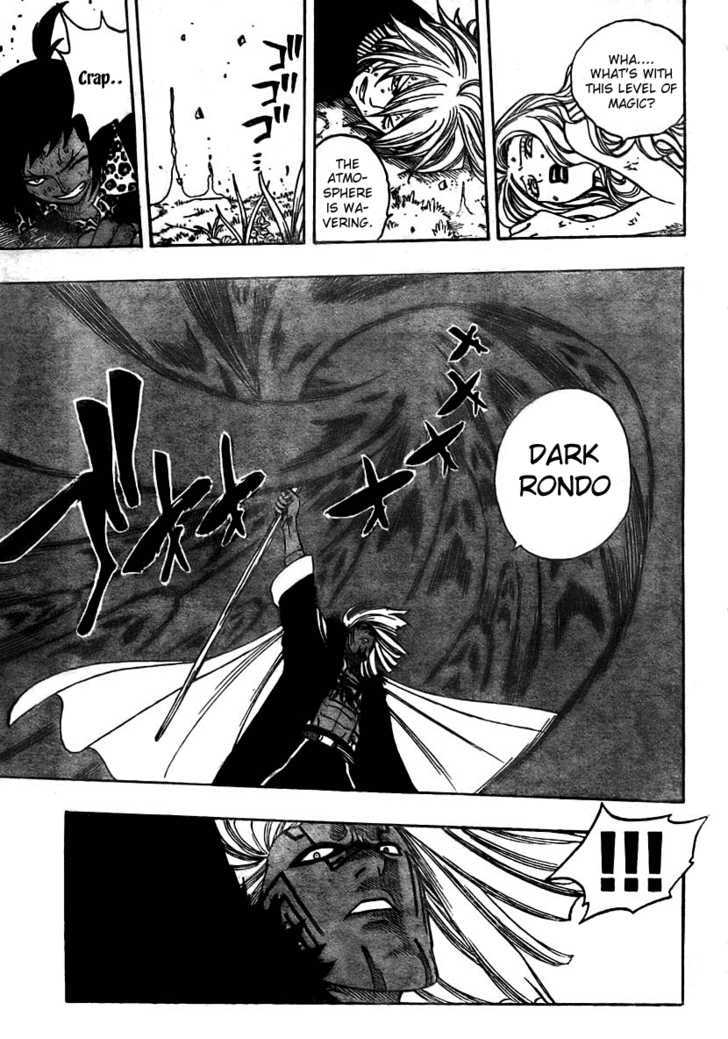 WHA....
WHAT'S WITH
THIS LEVEL OF
MAGIC?
THE
ATMO-
SPHERE
IS WA-
VERING.
ゴゴゴ
Crap..
DARK
RONDO
!!!